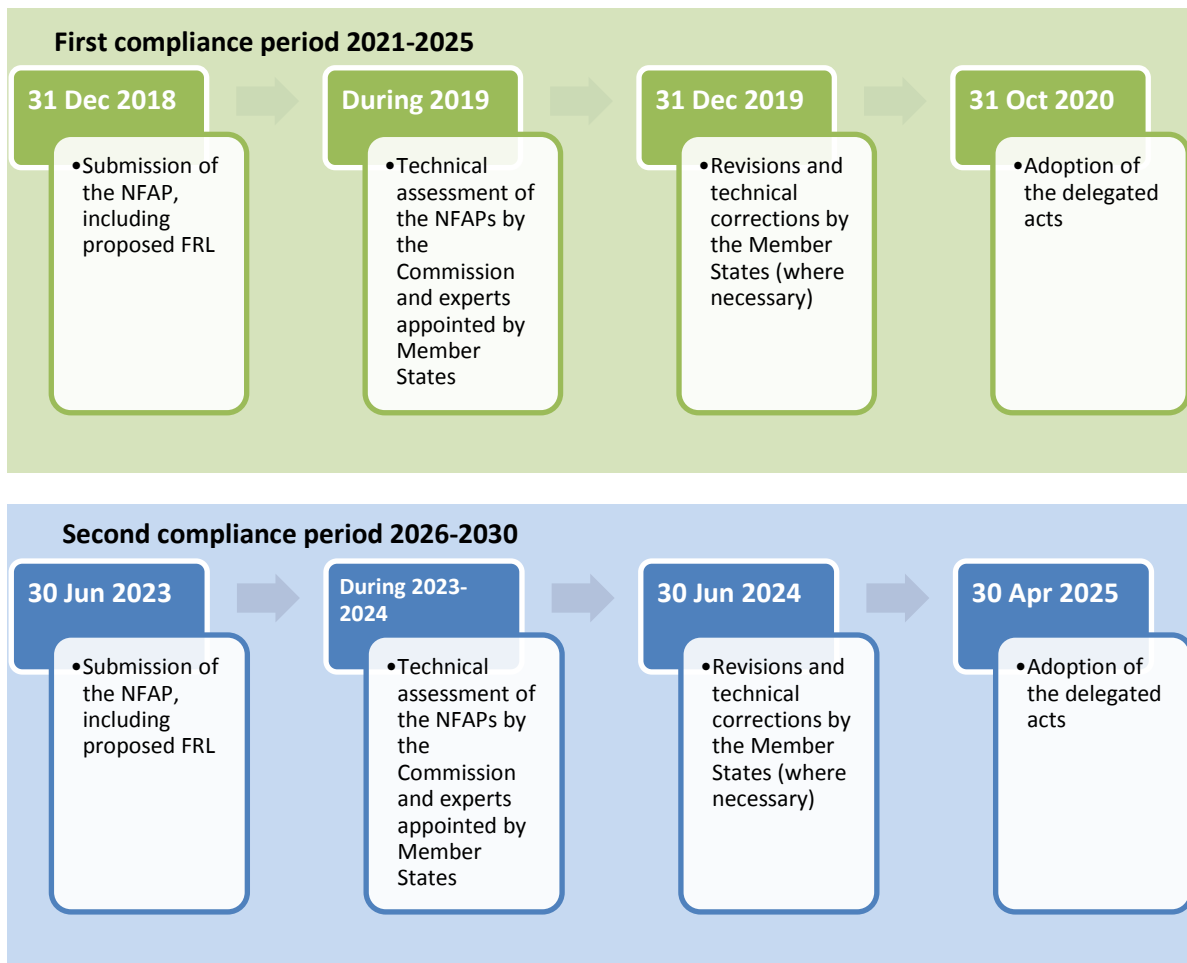 First compliance period 2021-2025
31 Dec 2018
•Submission of
the NFAP,
including
proposed FRL
During 2019
•Technical
assessment of
the NFAPs by
the
Commission
and experts
appointed by
Member
States
31 Dec 2019
•Revisions and
technical
corrections by
the Member
States (where
necessary)
31 Oct 2020
•Adoption of
the delegated
acts
Second compliance period 2026-2030
30 Jun 2023
•Submission of
the NFAP,
including
proposed FRL
During 2023-
2024
•Technical
assessment of
the NFAPs by
the
Commission
and experts
appointed by
Member
States
30 Jun 2024
•Revisions and
technical
corrections by
the Member
States (where
necessary)
30 Apr 2025
•Adoption of
the delegated
acts